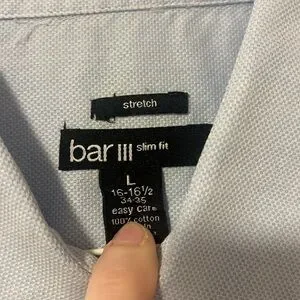 stretch
bar III slim fit
L
16-16½
34-35
easy care
100% cotton